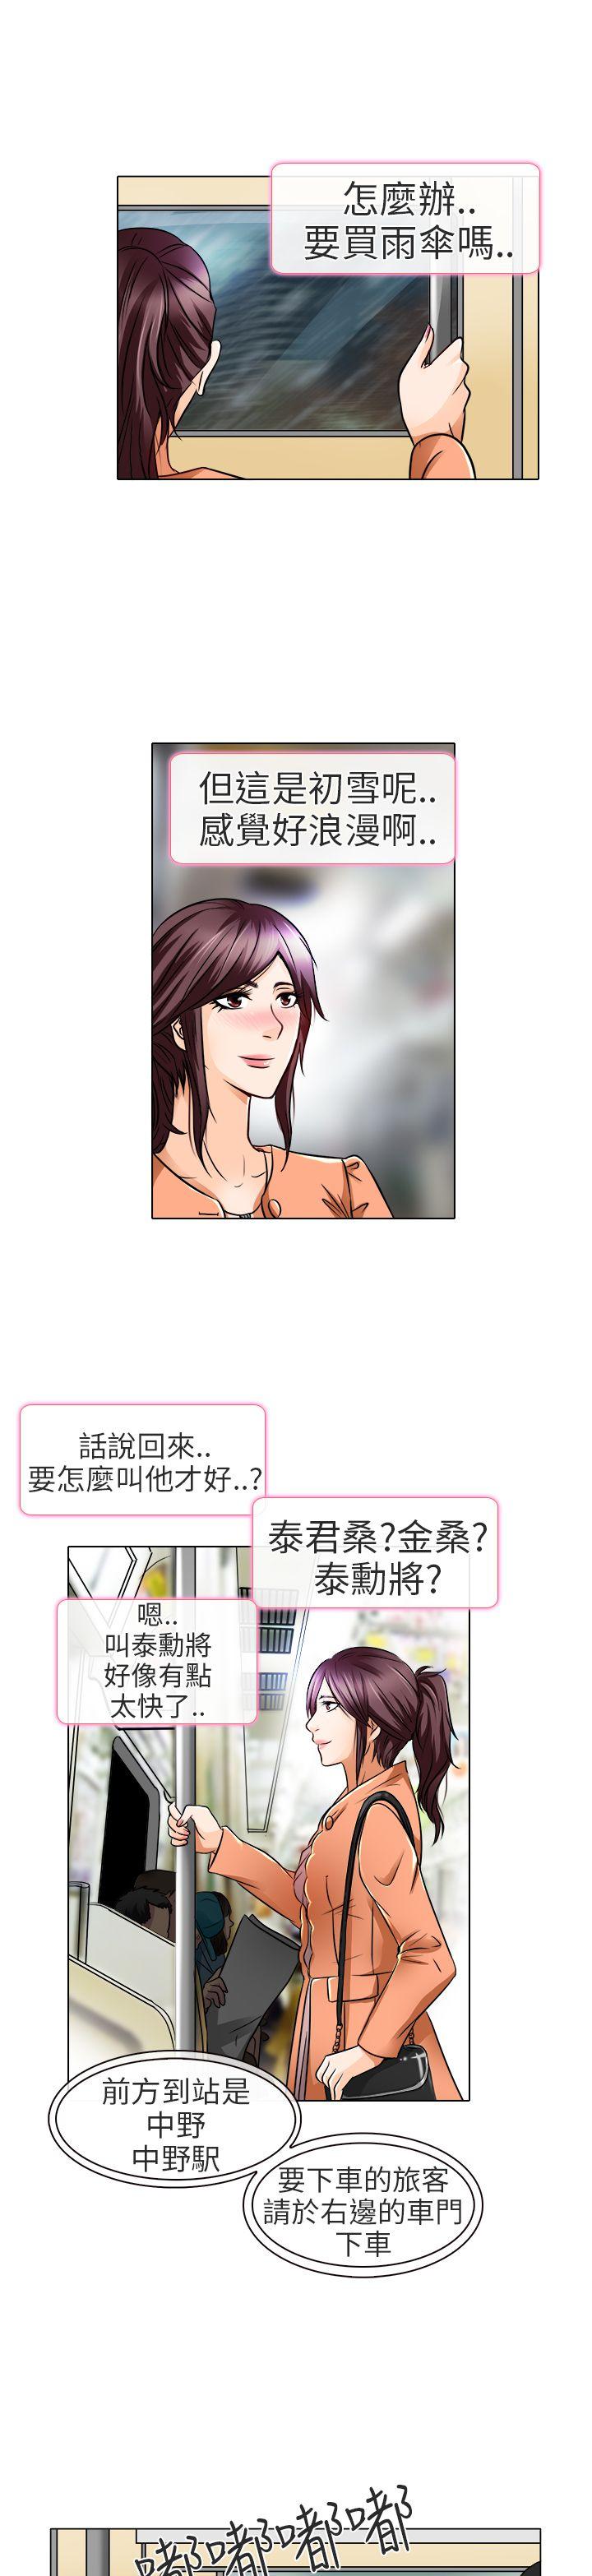 怎麼辦..
要買雨傘嗎..
但這是初雪呢..
感覺好浪漫啊..
話說回來..
要怎麼叫他才好..?
泰君桑?金桑?
泰勳將?
嗯..
叫泰勳將
好像有點
太快了..
前方到站是
中野
中野駅
要下車的旅客
請於右邊的車門
下車
嘟嘟嘟嘟